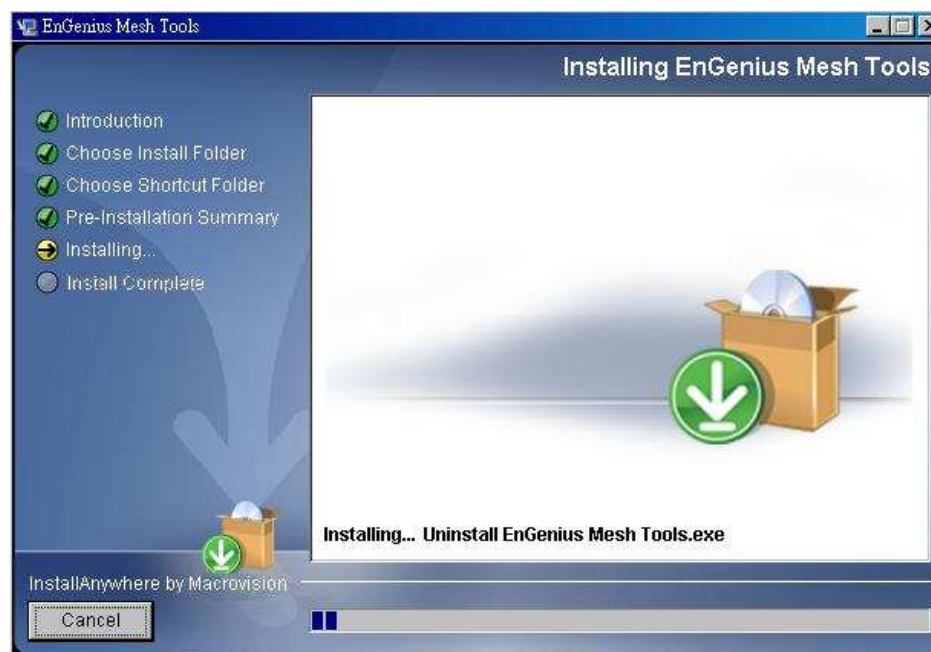 EnGenius Mesh Tools
Installing EnGenius Mesh Tools
Introduction
Choose Install Folder
Choose Shortcut Folder
Pre-Installation Summary
Installing...
Install Complete
Installing... Uninstall EnGenius Mesh Tools.exe
InstallAnywhere by Macrovision
Cancel